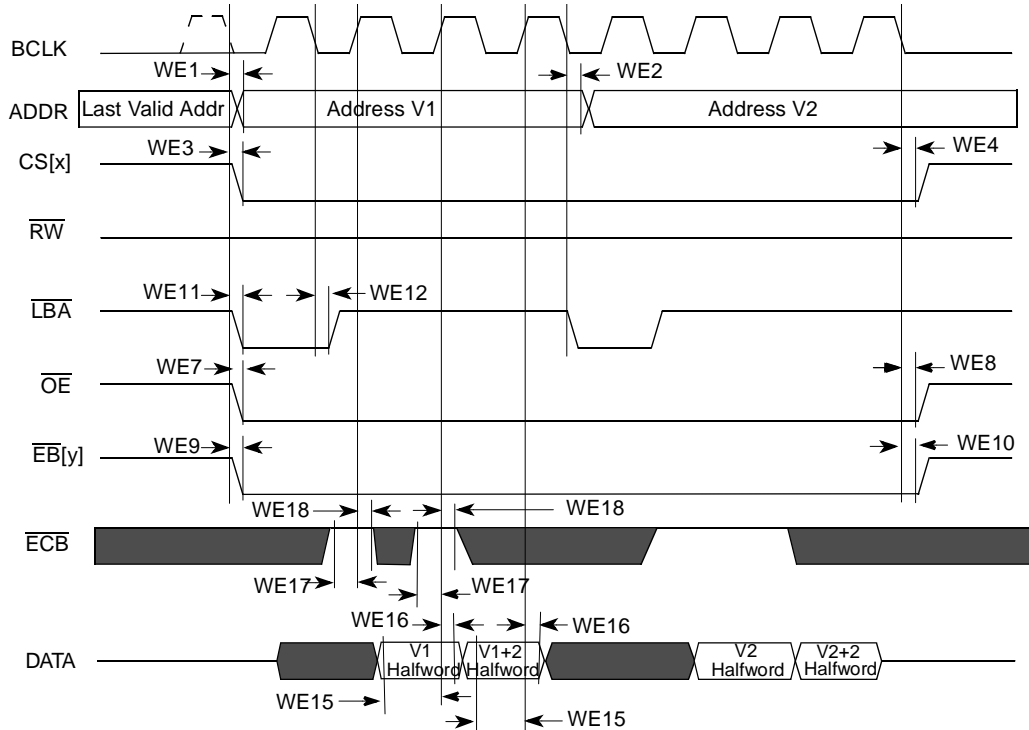 BCLK
WE1
WE2
ADDR
Last Valid Addr
Address V1
Address V2
WE3
WE4
CS[x]
RW
WE11
WE12
LBA
WE7
WE8
OE
WE9
WE10
EB[y]
WE18
WE18
ECB
WE17
WE17
WE16
WE16
DATA
V1
Halfword
V1+2
Halfword
V2
Halfword
V2+2
Halfword
WE15
WE15